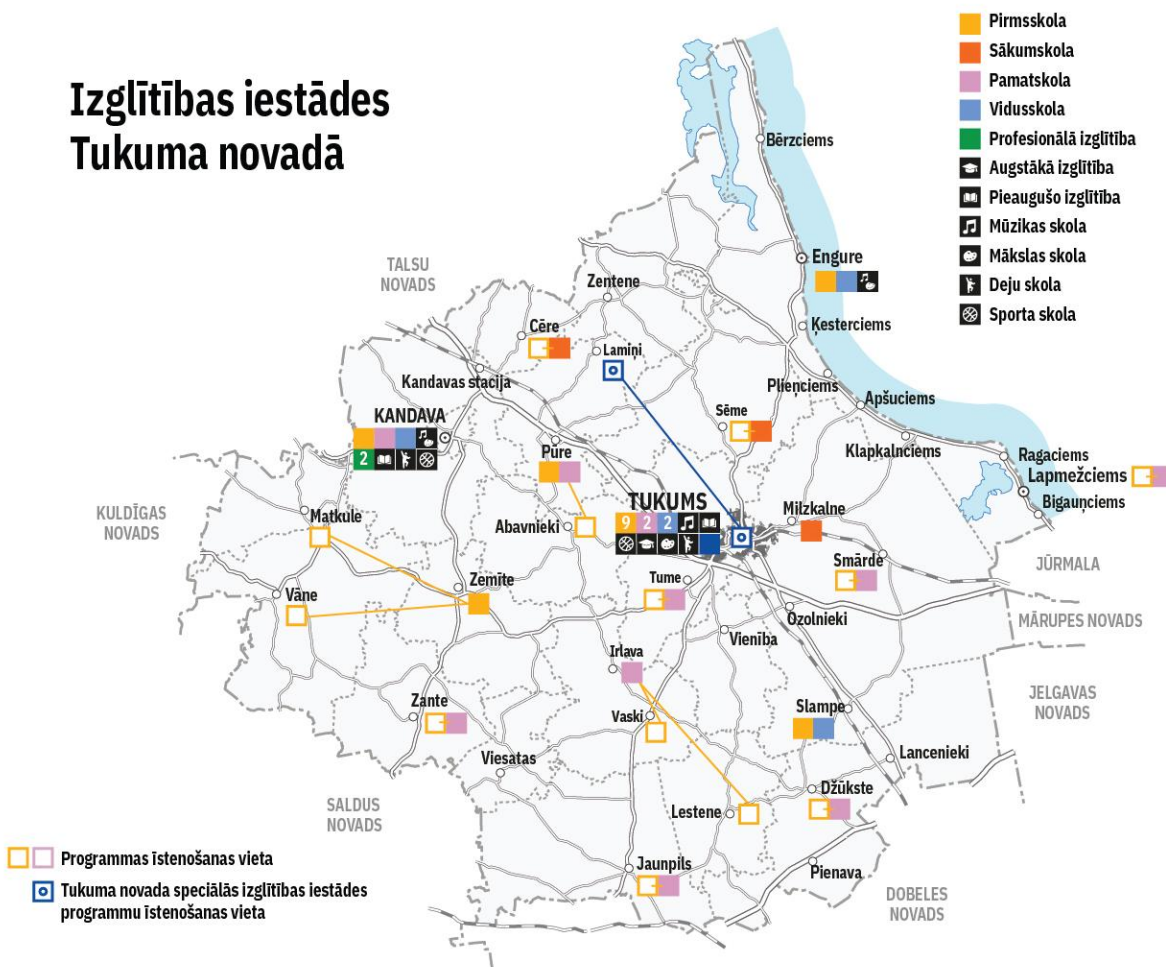 Izglītības iestādes
Tukuma novadā
Pirmsskola
Sākumskola
Pamatskola
Vidusskola
Profesionālā izglītība
Augstākā izglītība
Pieaugušo izglītība
Mūzikas skola
Mākslas skola
Deju skola
Sporta skola
Bērzciems
Engure
TALSU
NOVADS
Zentene
Ķesterciems
Cēre
Lamiņi
Kandavas stacija
Plieņciems
Apšuciems
Sēme
KANDAVA
2
Klapkalnciems
Pūre
Ragaciems
Lapmežciems
Bigauņciems
TUKUMS
9 2 2
Milzkalne
KULDĪGAS
NOVADS
Matkule
Abavnieki
Smārde
JŪRMALA
Zemīte
Tume
Vāne
Ozolnieki
MĀRUPES NOVADS
Vienība
Irlava
JELGAVAS
NOVADS
Zante
Vaski
Slampe
Viesatas
Lancenieki
SALDUS
NOVADS
Lestene
Džūkste
Jaunpils
Pienava
DOBELES
NOVADS
Programmas īstenošanas vieta
Tukuma novada speciālās izglītības iestādes
programmu īstenošanas vieta